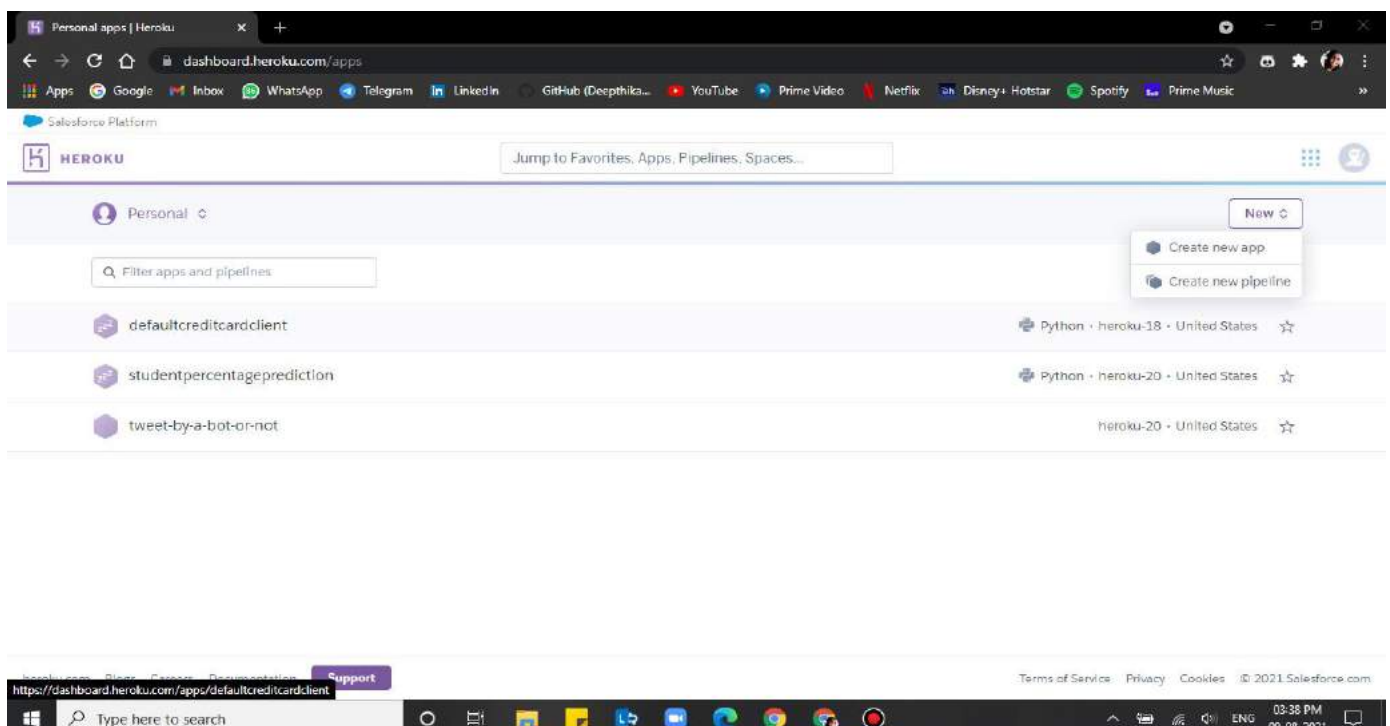 Personal apps | Heroku
dashboard.heroku.com/apps
Apps Google Inbox WhatsApp Telegram LinkedIn GitHub (Deepthika... YouTube Prime Video Netflix Disney+ Hotstar Spotify Prime Music »
Salesforce Platform
HEROKU Jump to Favorites, Apps, Pipelines, Spaces...
Personal New
Create new app
Filter apps and pipelines
Create new pipeline
defaultcreditcardclient Python · heroku-18 · United States
studentpercentageprediction Python · heroku-20 · United States
tweet-by-a-bot-or-not heroku-20 · United States
Support Terms of Service Privacy Cookies © 2021 Salesforce.com
https://dashboard.heroku.com/apps/defaultcreditcardclient
Type here to search ENG 03:38 PM